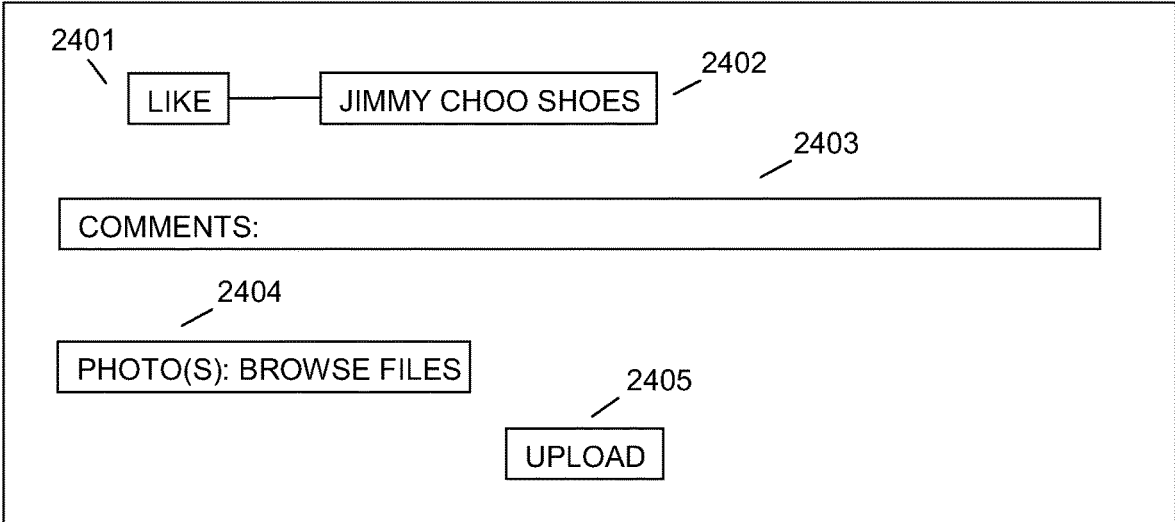 2401
2402
LIKE JIMMY CHOO SHOES
2403
COMMENTS:
2404
PHOTO(S): BROWSE FILES
2405
UPLOAD